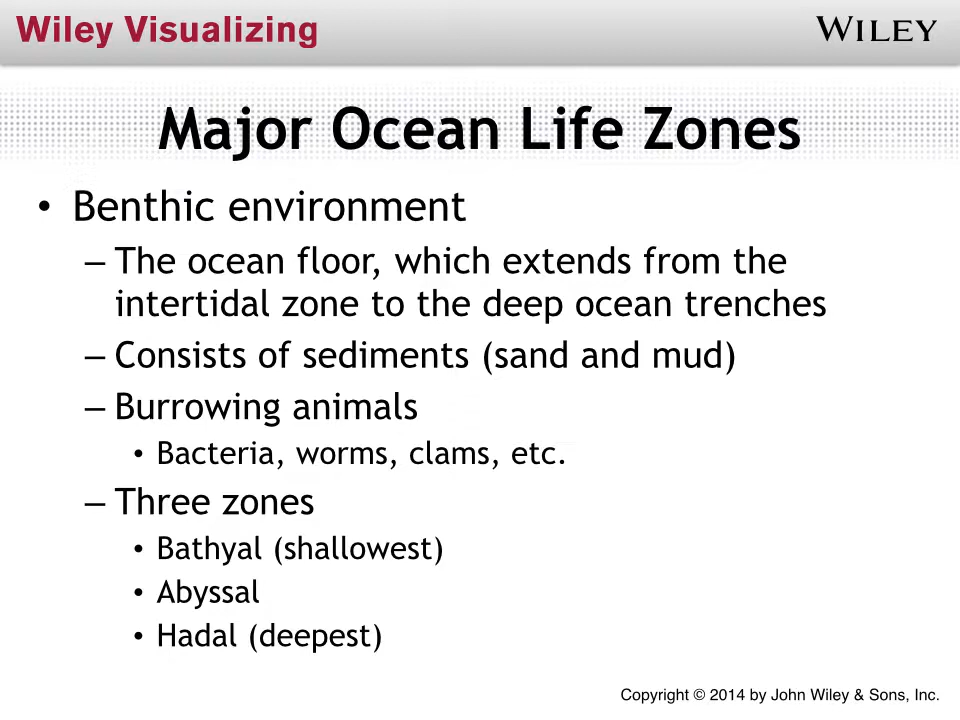 Wiley Visualizing
WILEY
Major Ocean Life Zones
• Benthic environment
– The ocean floor, which extends from the
intertidal zone to the deep ocean trenches
– Consists of sediments (sand and mud)
– Burrowing animals
• Bacteria, worms, clams, etc.
– Three zones
• Bathyal (shallowest)
• Abyssal
• Hadal (deepest)
Copyright © 2014 by John Wiley & Sons, Inc.